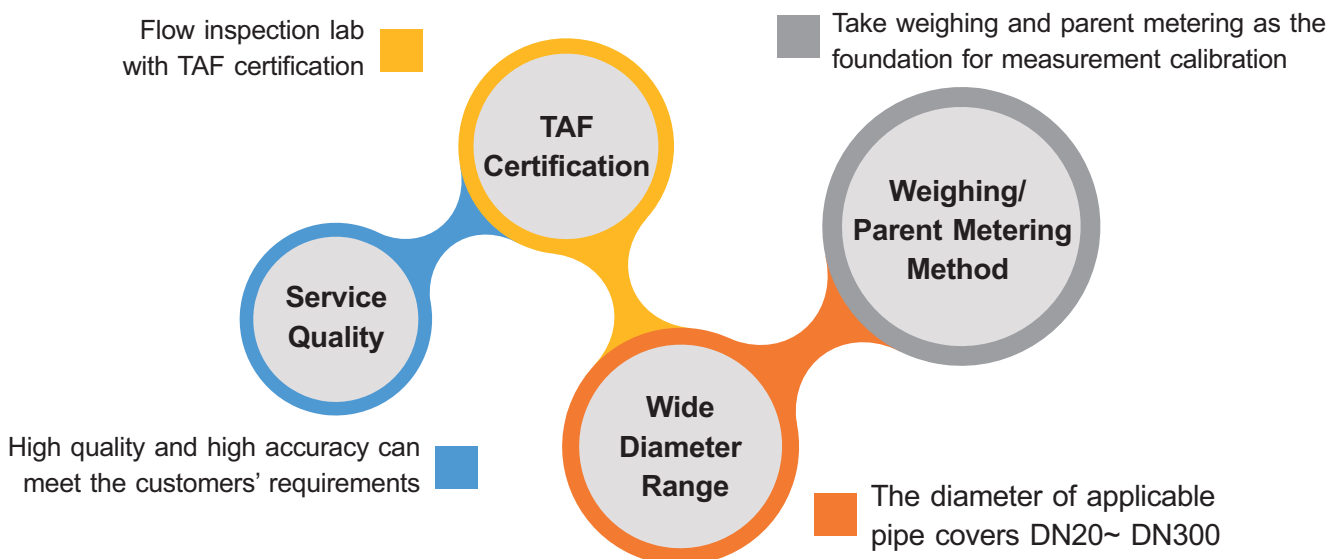 Flow inspection lab
with TAF certification
Take weighing and parent metering as the
foundation for measurement calibration
TAF
Certification
Weighing/
Parent Metering
Method
Service
Quality
Wide
Diameter
Range
High quality and high accuracy can
meet the customers’ requirements
The diameter of applicable
pipe covers DN20~ DN300